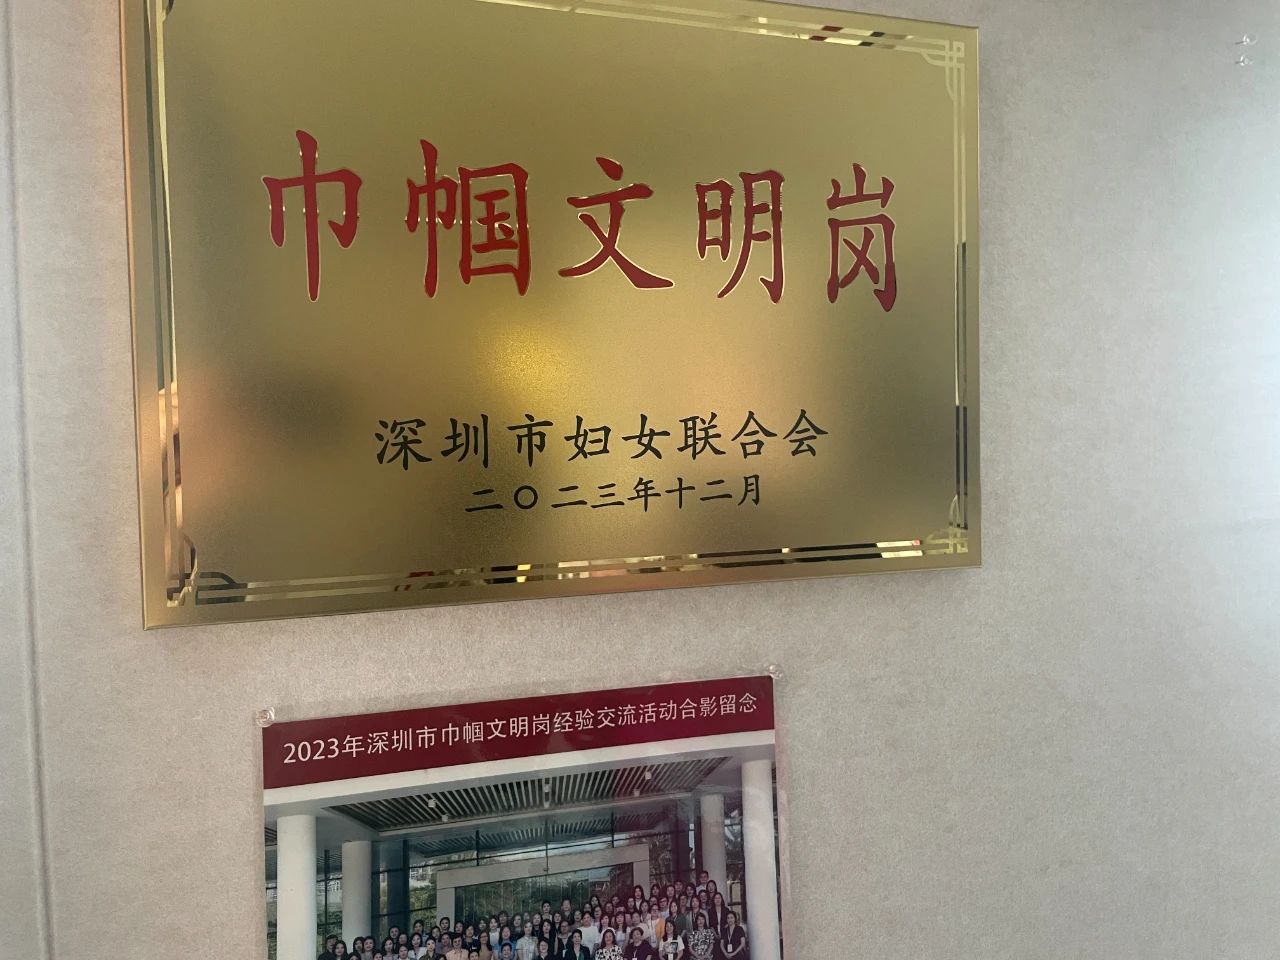 巾帼文明岗
深圳市妇女联合会
二〇二三年十二月
2023年深圳市巾帼文明岗经验交流活动合影留念